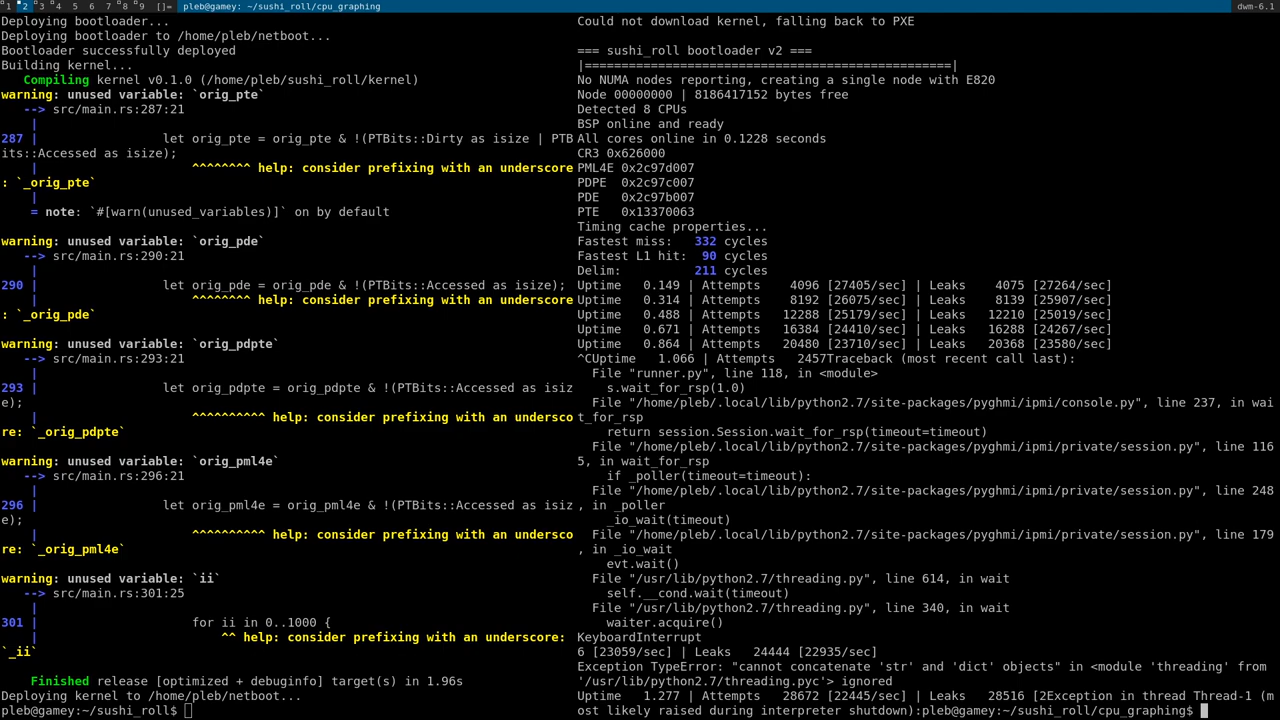 1 2 3 4 5 6 7 8 9 []= pleb@gamey: ~/sushi_roll/cpu_graphing dwm-6.1
Deploying bootloader...
Deploying bootloader to /home/pleb/netboot...
Bootloader successfully deployed
Building kernel...
   Compiling kernel v0.1.0 (/home/pleb/sushi_roll/kernel)
warning: unused variable: `orig_pte`
   --> src/main.rs:287:21
    |
287 |                 let orig_pte = orig_pte & !(PTBits::Dirty as isize | PTB
its::Accessed as isize);
    |                     ^^^^^^^^ help: consider prefixing with an underscore
: `_orig_pte`
    |
    = note: `#[warn(unused_variables)]` on by default
warning: unused variable: `orig_pde`
   --> src/main.rs:290:21
    |
290 |                 let orig_pde = orig_pde & !(PTBits::Accessed as isize);
    |                     ^^^^^^^^ help: consider prefixing with an underscore
: `_orig_pde`
warning: unused variable: `orig_pdpte`
   --> src/main.rs:293:21
    |
293 |                 let orig_pdpte = orig_pdpte & !(PTBits::Accessed as isiz
e);
    |                     ^^^^^^^^^^ help: consider prefixing with an undersco
re: `_orig_pdpte`
warning: unused variable: `orig_pml4e`
   --> src/main.rs:296:21
    |
296 |                 let orig_pml4e = orig_pml4e & !(PTBits::Accessed as isiz
e);
    |                     ^^^^^^^^^^ help: consider prefixing with an undersco
re: `_orig_pml4e`
warning: unused variable: `ii`
   --> src/main.rs:301:25
    |
301 |                     for ii in 0..1000 {
    |                         ^^ help: consider prefixing with an underscore:
`_ii`
    Finished release [optimized + debuginfo] target(s) in 1.96s
Deploying kernel to /home/pleb/netboot...
pleb@gamey:~/sushi_roll$
Could not download kernel, falling back to PXE
=== sushi_roll bootloader v2 ===
|==================================================|
No NUMA nodes reporting, creating a single node with E820
Node 00000000 | 8186417152 bytes free
Detected 8 CPUs
BSP online and ready
All cores online in 0.1228 seconds
CR3 0x626000
PML4E 0x2c97d007
PDPE  0x2c97c007
PDE   0x2c97b007
PTE   0x13370063
Timing cache properties...
Fastest miss:   332 cycles
Fastest L1 hit:  90 cycles
Delim:          211 cycles
Uptime   0.149 | Attempts    4096 [27405/sec] | Leaks    4075 [27264/sec]
Uptime   0.314 | Attempts    8192 [26075/sec] | Leaks    8139 [25907/sec]
Uptime   0.488 | Attempts   12288 [25179/sec] | Leaks   12210 [25019/sec]
Uptime   0.671 | Attempts   16384 [24410/sec] | Leaks   16288 [24267/sec]
Uptime   0.864 | Attempts   20480 [23710/sec] | Leaks   20368 [23580/sec]
^CUptime   1.066 | Attempts   2457Traceback (most recent call last):
  File "runner.py", line 118, in <module>
    s.wait_for_rsp(1.0)
  File "/home/pleb/.local/lib/python2.7/site-packages/pyghmi/ipmi/console.py", line 237, in wai
t_for_rsp
    return session.Session.wait_for_rsp(timeout=timeout)
  File "/home/pleb/.local/lib/python2.7/site-packages/pyghmi/ipmi/private/session.py", line 116
5, in wait_for_rsp
    if _poller(timeout=timeout):
  File "/home/pleb/.local/lib/python2.7/site-packages/pyghmi/ipmi/private/session.py", line 248
, in _poller
    _io_wait(timeout)
  File "/home/pleb/.local/lib/python2.7/site-packages/pyghmi/ipmi/private/session.py", line 179
, in _io_wait
    evt.wait()
  File "/usr/lib/python2.7/threading.py", line 614, in wait
    self.__cond.wait(timeout)
  File "/usr/lib/python2.7/threading.py", line 340, in wait
    waiter.acquire()
KeyboardInterrupt
6 [23059/sec] | Leaks   24444 [22935/sec]
Exception TypeError: "cannot concatenate 'str' and 'dict' objects" in <module 'threading' from
'/usr/lib/python2.7/threading.pyc'> ignored
Uptime   1.277 | Attempts   28672 [22445/sec] | Leaks   28516 [2Exception in thread Thread-1 (m
ost likely raised during interpreter shutdown):pleb@gamey:~/sushi_roll/cpu_graphing$